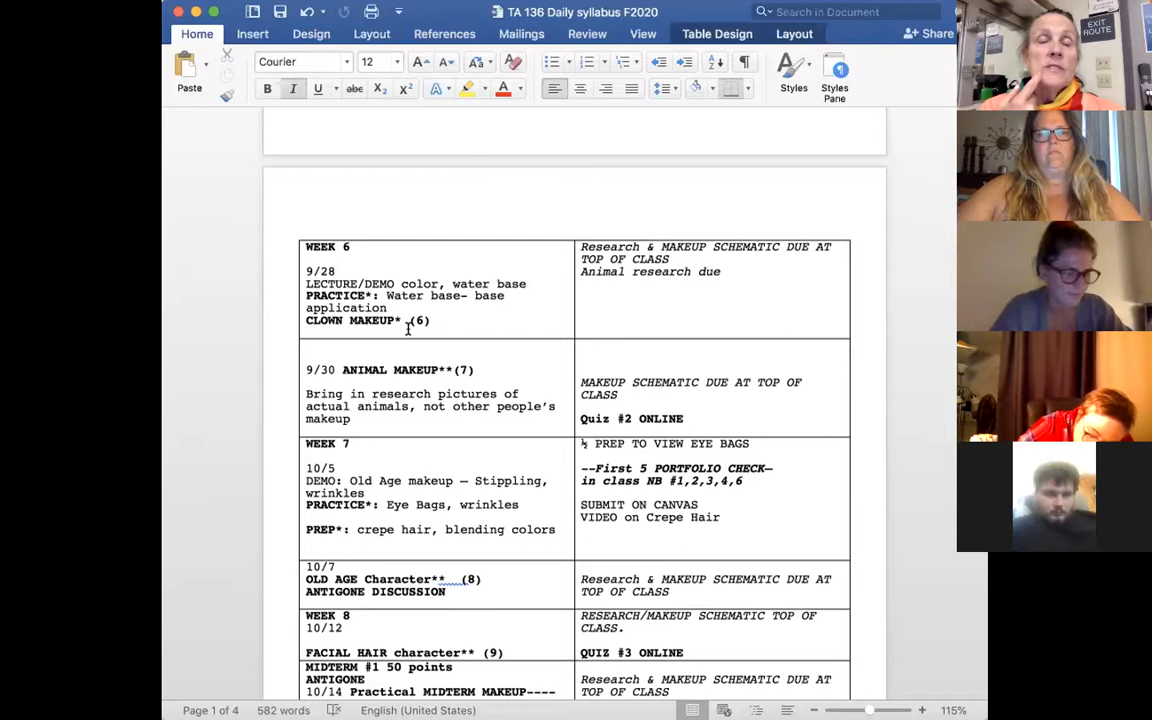 TA 136 Daily syllabus F2020
Search in Document
Home Insert Design Layout References Mailings Review View Table Design Layout Share
Paste
Courier 12
Styles
Styles Pane
WEEK 6
9/28
LECTURE/DEMO color, water base
PRACTICE*: Water base- base
application
CLOWN MAKEUP* (6)
Research & MAKEUP SCHEMATIC DUE AT
TOP OF CLASS
Animal research due
9/30 ANIMAL MAKEUP**(7)
Bring in research pictures of
actual animals, not other people's
makeup
MAKEUP SCHEMATIC DUE AT TOP OF
CLASS
Quiz #2 ONLINE
WEEK 7
10/5
DEMO: Old Age makeup – Stippling,
wrinkles
PRACTICE*: Eye Bags, wrinkles
PREP*: crepe hair, blending colors
½ PREP TO VIEW EYE BAGS
--First 5 PORTFOLIO CHECK—
in class NB #1,2,3,4,6
SUBMIT ON CANVAS
VIDEO on Crepe Hair
10/7
OLD AGE Character** (8)
ANTIGONE DISCUSSION
Research & MAKEUP SCHEMATIC DUE AT
TOP OF CLASS
WEEK 8
10/12
FACIAL HAIR character** (9)
RESEARCH/MAKEUP SCHEMATIC TOP OF
CLASS.
QUIZ #3 ONLINE
MIDTERM #1 50 points
ANTIGONE
10/14 Practical MIDTERM MAKEUP----
Research & MAKEUP SCHEMATIC DUE AT
TOP OF CLASS
Page 1 of 4 582 words English (United States) 115%
EXIT
ROUTE